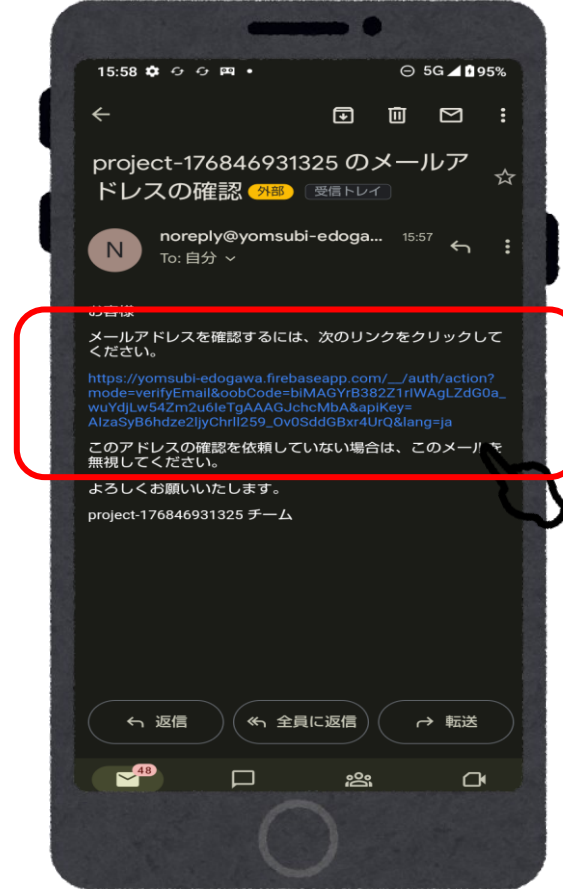 15:58
5G 95%
project-176846931325 のメールア
ドレスの確認 外部 受信トレイ
N
noreply@yomsubi-edoga... 15:57
To: 自分
お客様
メールアドレスを確認するには、次のリンクをクリックして
ください。
https://yomsubi-edogawa.firebaseapp.com/__/auth/action?
mode=verifyEmail&oobCode=biMAGYrB382Z1rIWAgLZdG0a_
wuYdjLw54Zm2u6IeTgAAAGJchcMbA&apiKey=
AIzaSyB6hdze2ljyChrlI259_Ov0SddGBxr4UrQ&lang=ja
このアドレスの確認を依頼していない場合は、このメールを
無視してください。
よろしくお願いいたします。
project-176846931325 チーム
返信 全員に返信 転送
48